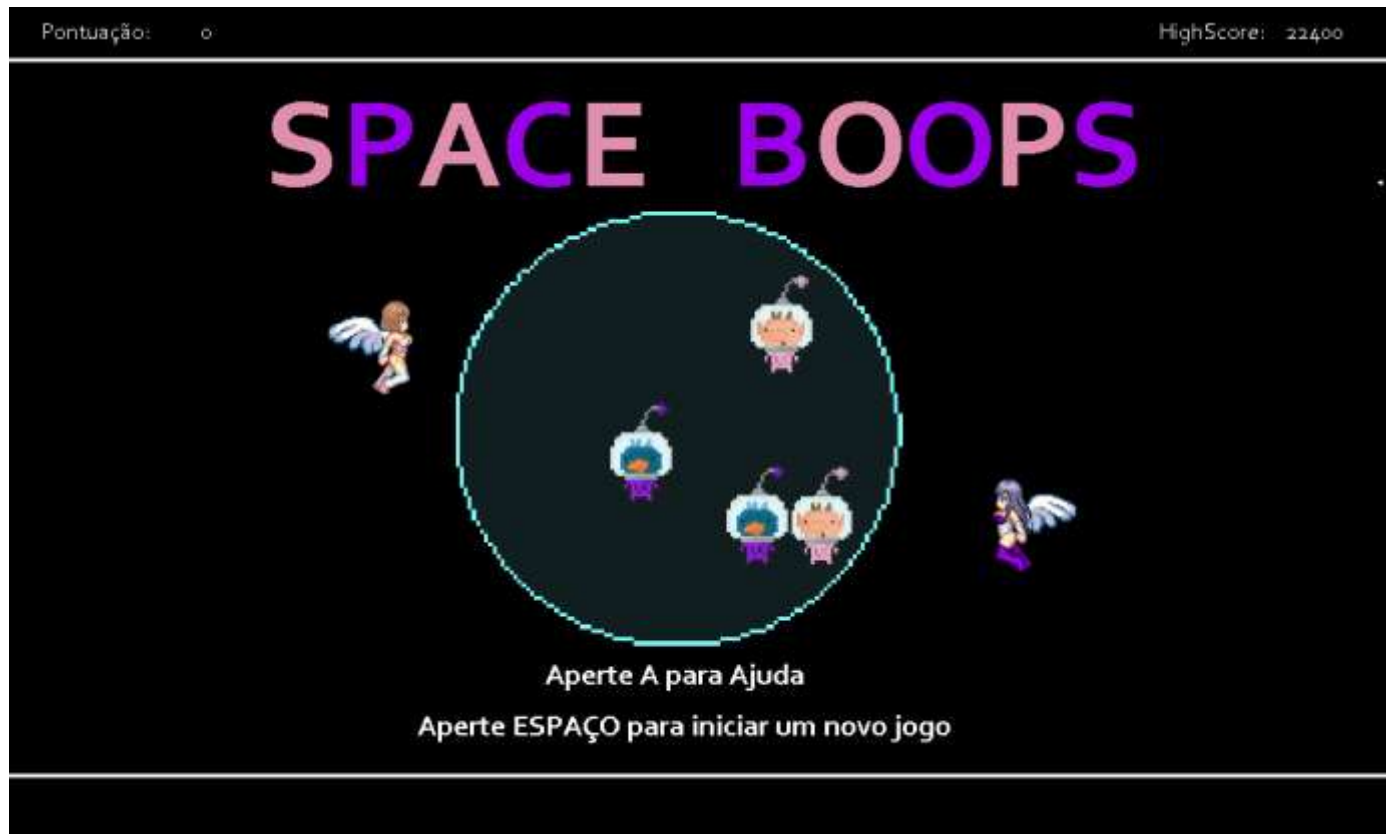 Pontuação: 0 HighScore: 22400
SPACE BOOPS
Aperte A para Ajuda
Aperte ESPAÇO para iniciar um novo jogo